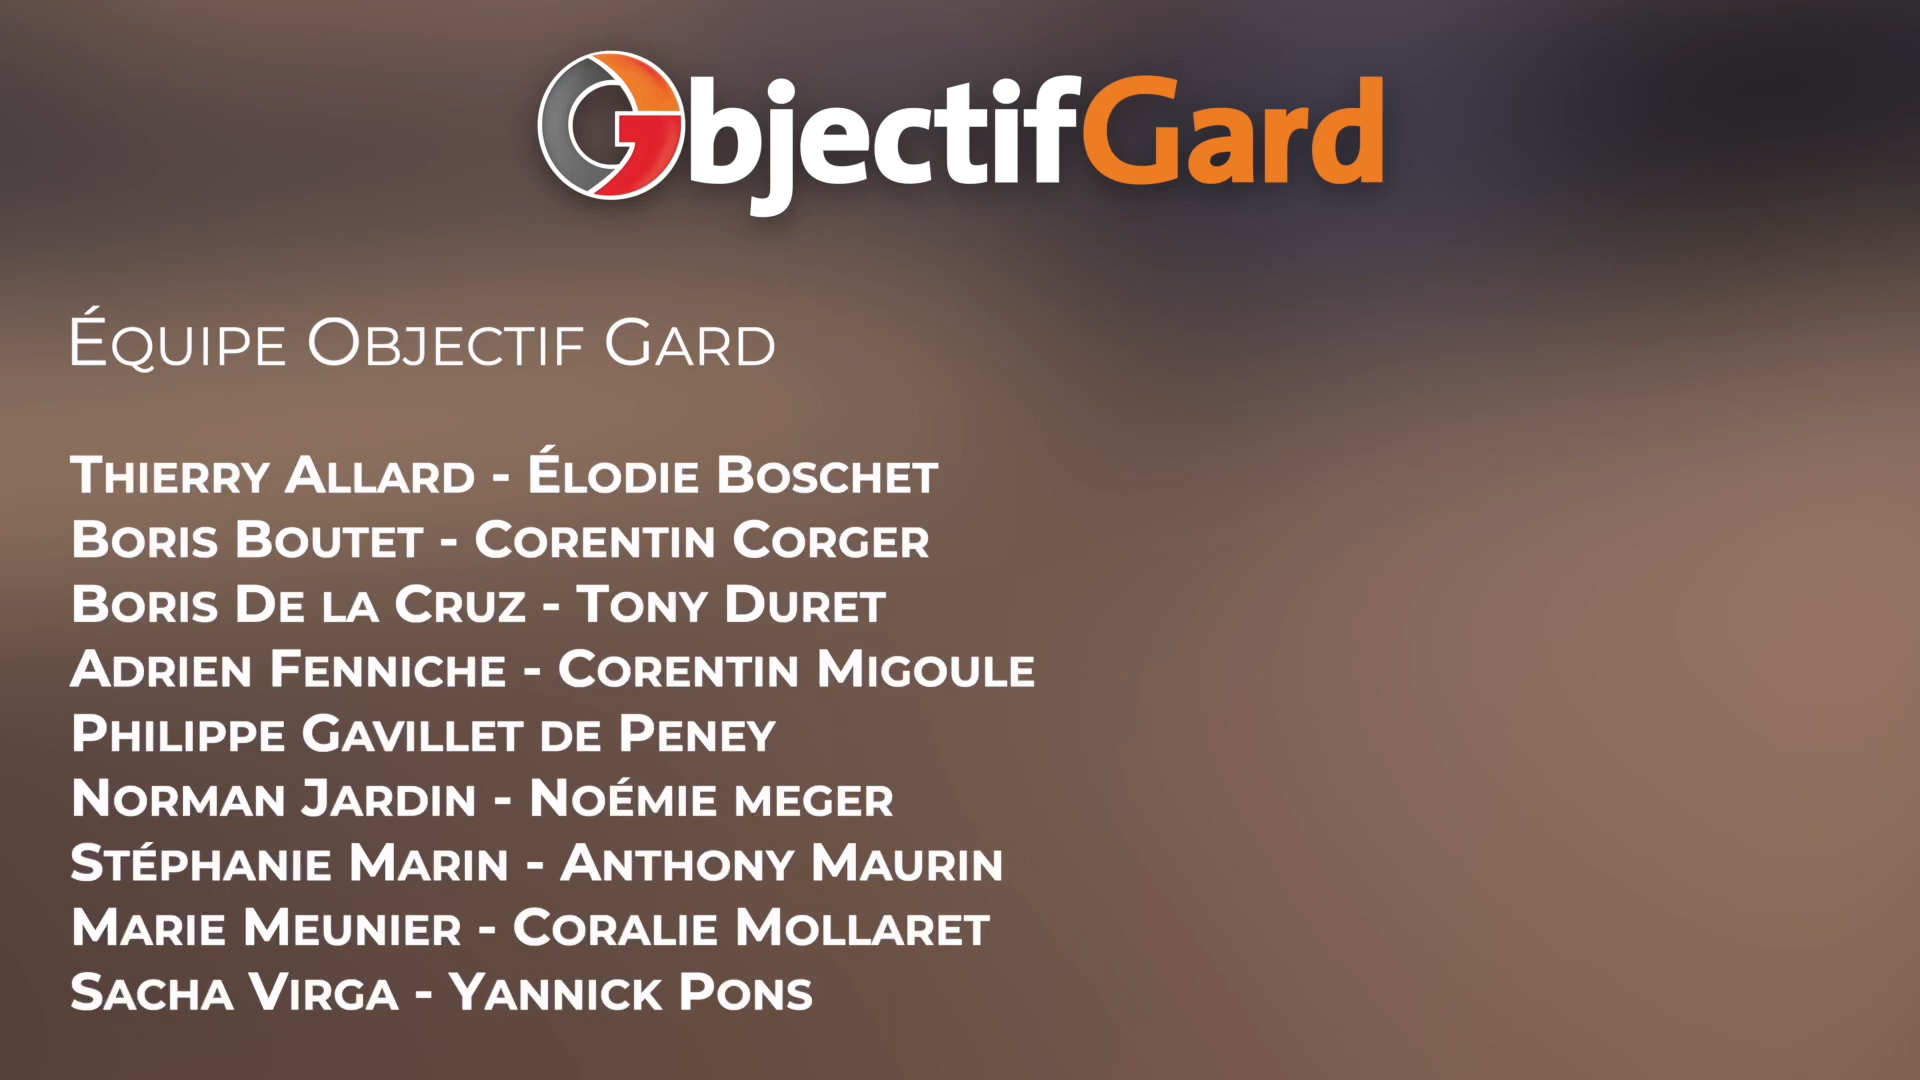 ObjectifGard
Équipe Objectif Gard
Thierry Allard - Élodie Boschet
Boris Boutet - Corentin Corger
Boris De la Cruz - Tony Duret
Adrien Fenniche - Corentin Migoule
Philippe Gavillet de Peney
Norman Jardin - Noémie meger
Stéphanie Marin - Anthony Maurin
Marie Meunier - Coralie Mollaret
Sacha Virga - Yannick Pons